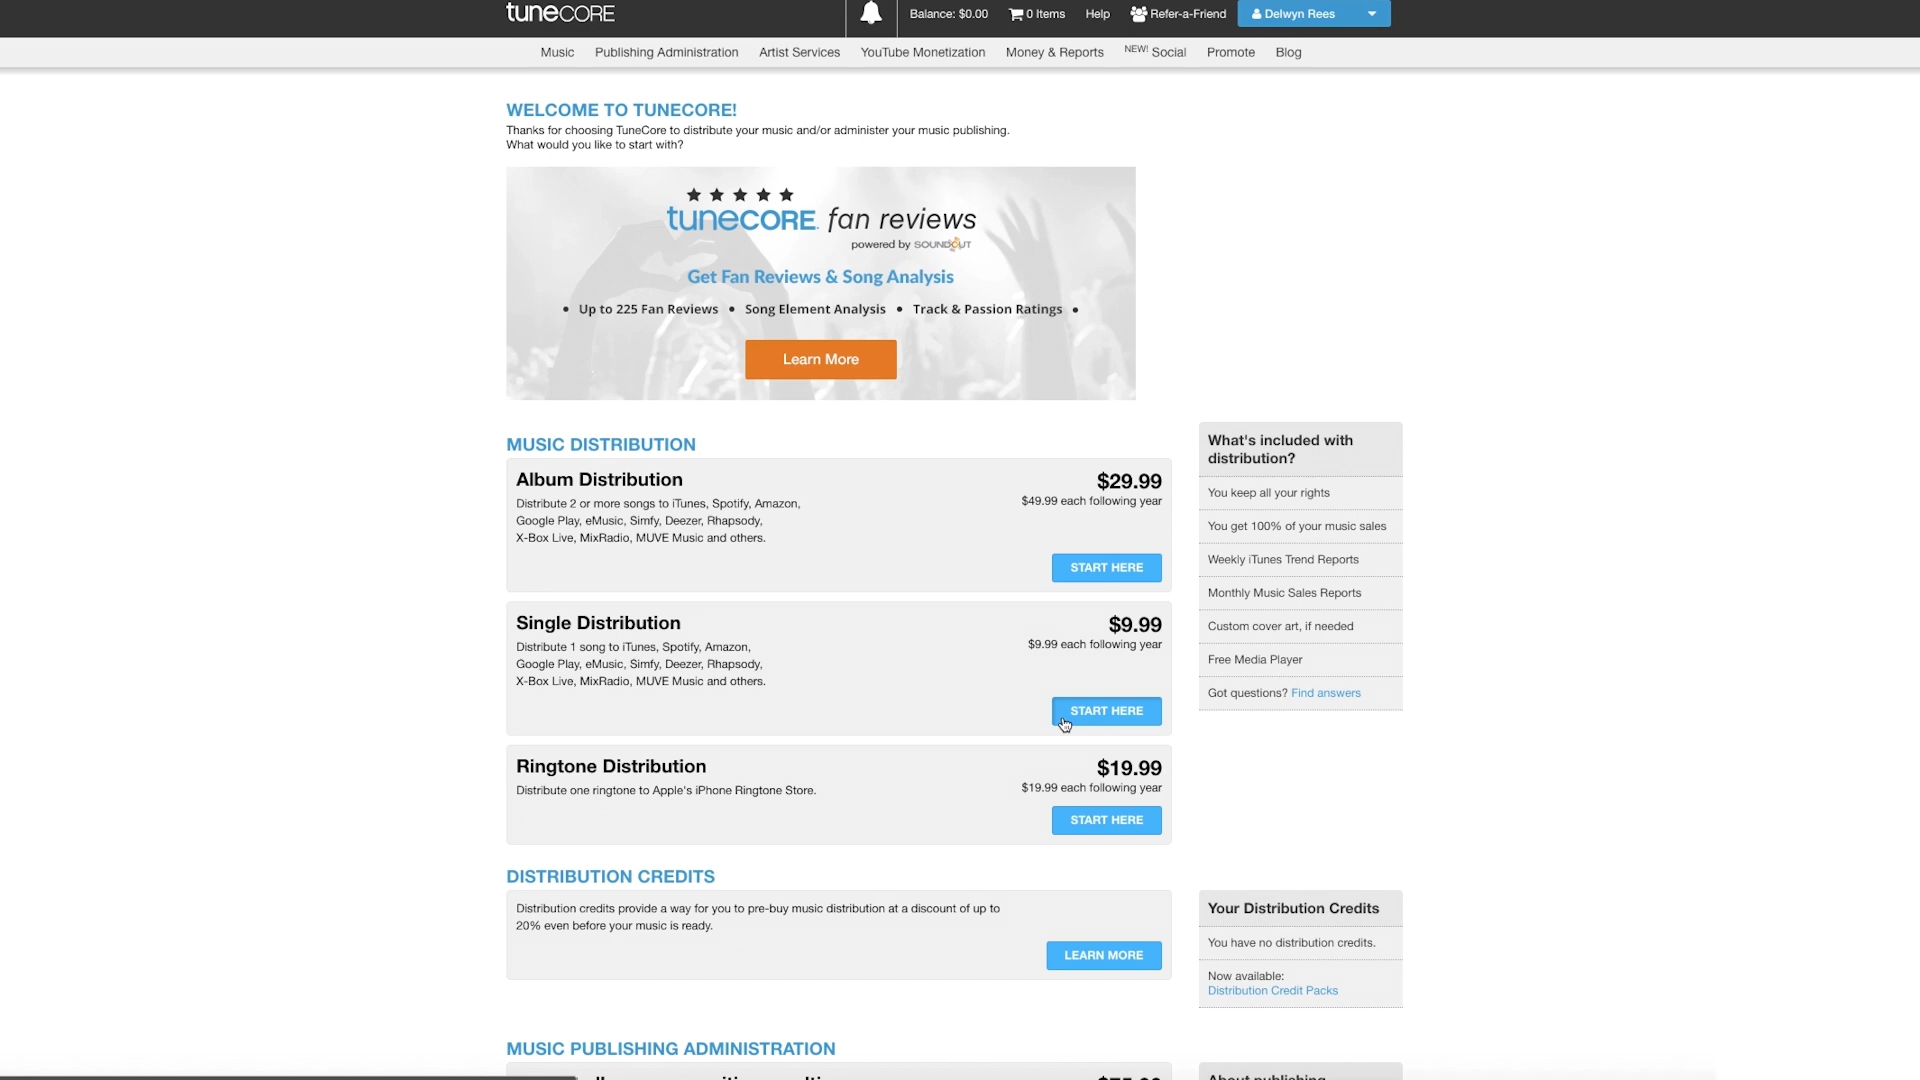 tunecore
Balance: $0.00
0 Items
Help
Refer-a-Friend
Delwyn Rees
Music
Publishing Administration
Artist Services
YouTube Monetization
Money & Reports
NEW! Social
Promote
Blog
WELCOME TO TUNECORE!
Thanks for choosing TuneCore to distribute your music and/or administer your music publishing.
What would you like to start with?
tunecore fan reviews
powered by SOUNDOUT
Get Fan Reviews & Song Analysis
• Up to 225 Fan Reviews • Song Element Analysis • Track & Passion Ratings •
Learn More
MUSIC DISTRIBUTION
Album Distribution
$29.99
$49.99 each following year
Distribute 2 or more songs to iTunes, Spotify, Amazon,
Google Play, eMusic, Simfy, Deezer, Rhapsody,
X-Box Live, MixRadio, MUVE Music and others.
START HERE
Single Distribution
$9.99
$9.99 each following year
Distribute 1 song to iTunes, Spotify, Amazon,
Google Play, eMusic, Simfy, Deezer, Rhapsody,
X-Box Live, MixRadio, MUVE Music and others.
START HERE
Ringtone Distribution
$19.99
$19.99 each following year
Distribute one ringtone to Apple's iPhone Ringtone Store.
START HERE
What's included with
distribution?
You keep all your rights
You get 100% of your music sales
Weekly iTunes Trend Reports
Monthly Music Sales Reports
Custom cover art, if needed
Free Media Player
Got questions? Find answers
DISTRIBUTION CREDITS
Distribution credits provide a way for you to pre-buy music distribution at a discount of up to
20% even before your music is ready.
LEARN MORE
Your Distribution Credits
You have no distribution credits.
Now available:
Distribution Credit Packs
MUSIC PUBLISHING ADMINISTRATION
About publishing